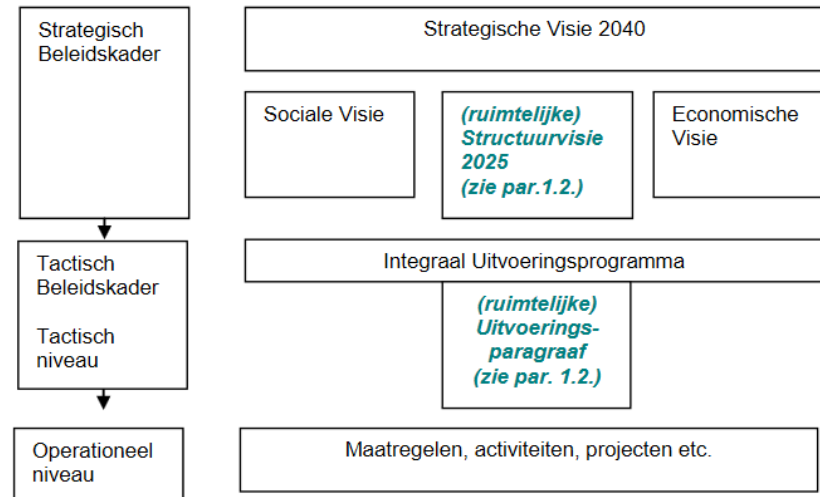 Strategisch
Beleidskader
Strategische Visie 2040
Sociale Visie
(ruimtelijke)
Structuurvisie
2025
(zie par.1.2.)
Economische
Visie
Tactisch
Beleidskader
Tactisch
niveau
Integraal Uitvoeringsprogramma
(ruimtelijke)
Uitvoerings-
paragraaf
(zie par. 1.2.)
Operationeel
niveau
Maatregelen, activiteiten, projecten etc.